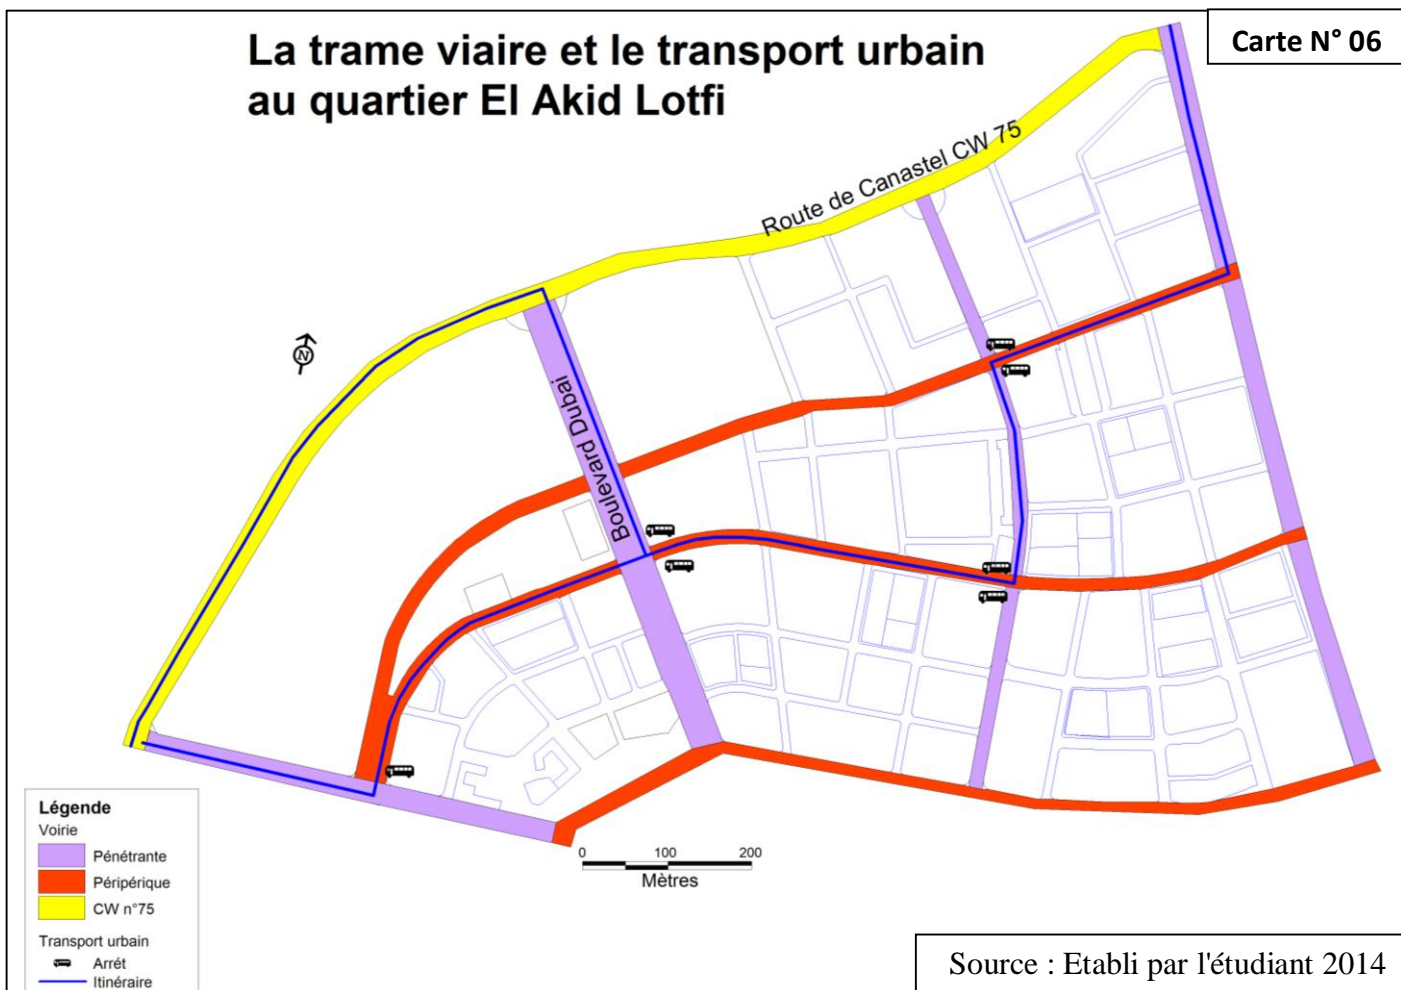 La trame viaire et le transport urbain
au quartier El Akid Lotfi
Carte N° 06
Route de Canastel CW 75
Boulevard Dubai
N
Légende
Voirie
Pénétrante
Péripérique
CW n°75
Transport urbain
Arrét
Itinéraire
0 100 200
Mètres
Source : Etabli par l'étudiant 2014